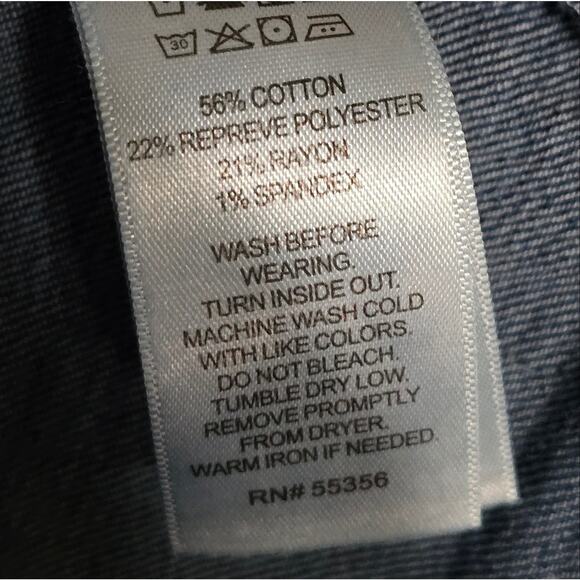 30
56% COTTON
22% REPREVE POLYESTER
21% RAYON
1% SPANDEX
WASH BEFORE
WEARING.
TURN INSIDE OUT.
MACHINE WASH COLD
WITH LIKE COLORS.
DO NOT BLEACH.
TUMBLE DRY LOW.
REMOVE PROMPTLY
FROM DRYER.
WARM IRON IF NEEDED.
RN# 55356